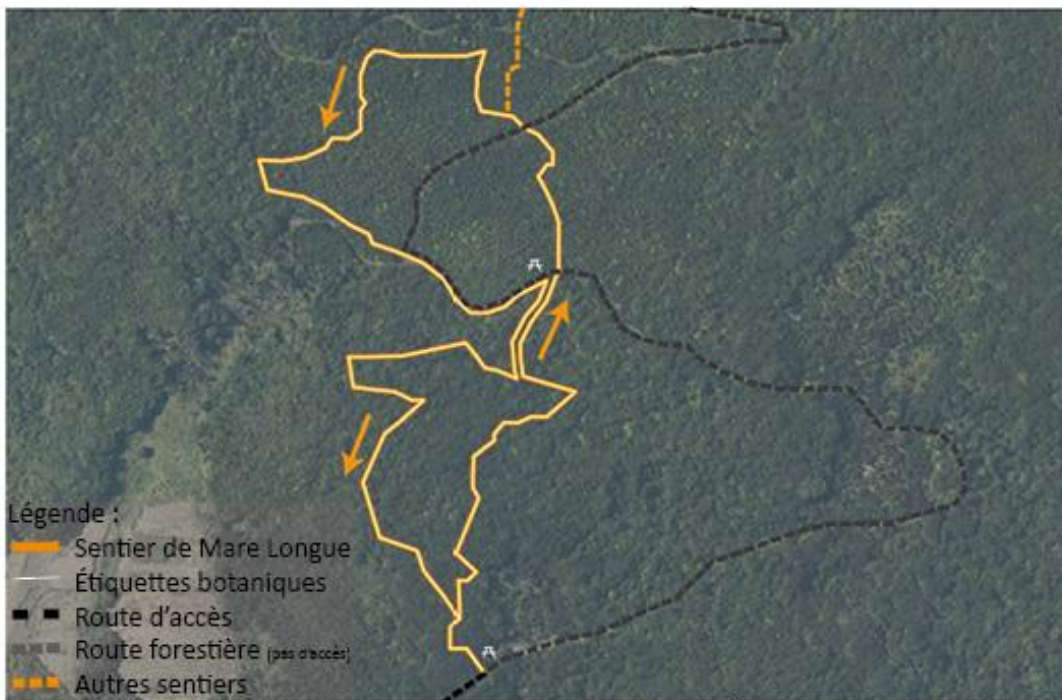 Légende :
Sentier de Mare Longue
Étiquettes botaniques
Route d'accès
Route forestière (pas d'accès)
Autres sentiers